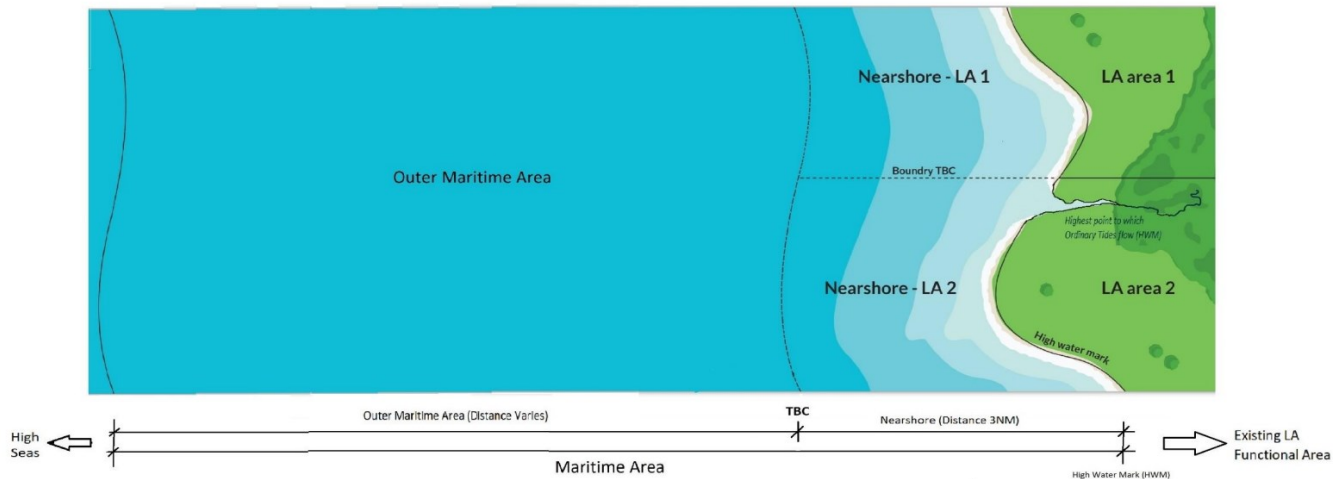 Nearshore - LA 1
LA area 1
Outer Maritime Area
Boundry TBC
Highest point to which
Ordinary Tides flow (HWM)
Nearshore - LA 2
LA area 2
High water mark
Outer Maritime Area (Distance Varies)
TBC
Nearshore (Distance 3NM)
High
Seas
Existing LA
Functional Area
Maritime Area
High Water Mark (HWM)